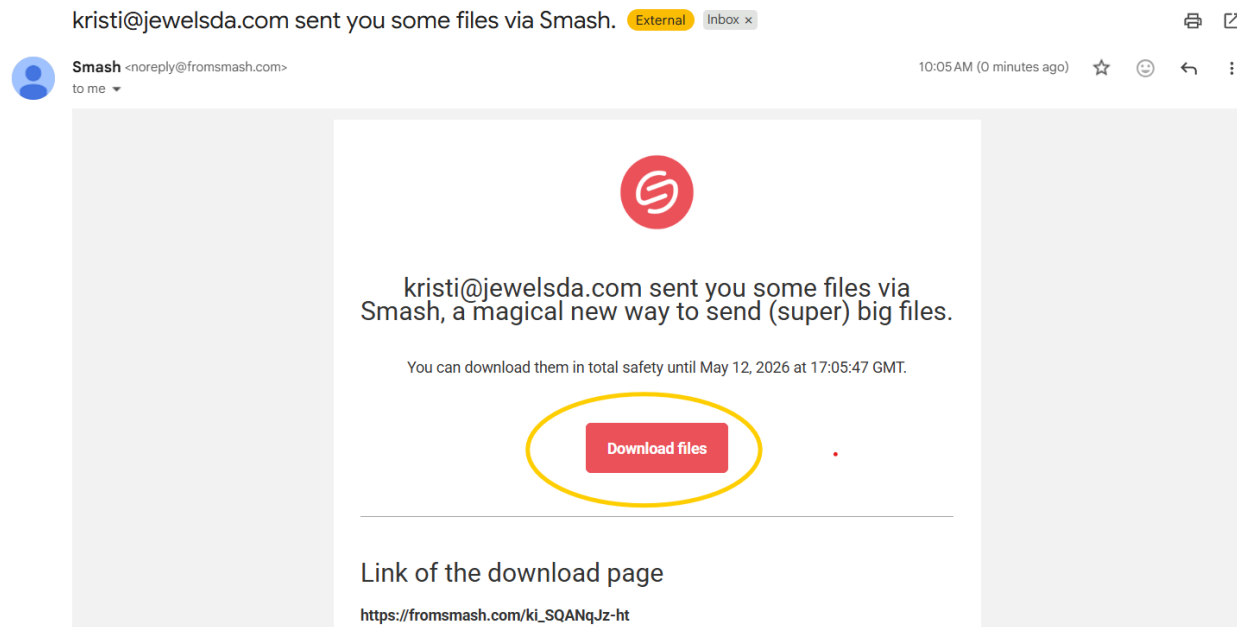 kristi@jewelsda.com sent you some files via Smash. External Inbox ×
Smash <noreply@fromsmash.com> 10:05 AM (0 minutes ago)
to me
kristi@jewelsda.com sent you some files via
Smash, a magical new way to send (super) big files.
You can download them in total safety until May 12, 2026 at 17:05:47 GMT.
Download files
Link of the download page
https://fromsmash.com/ki_SQANqJz-ht